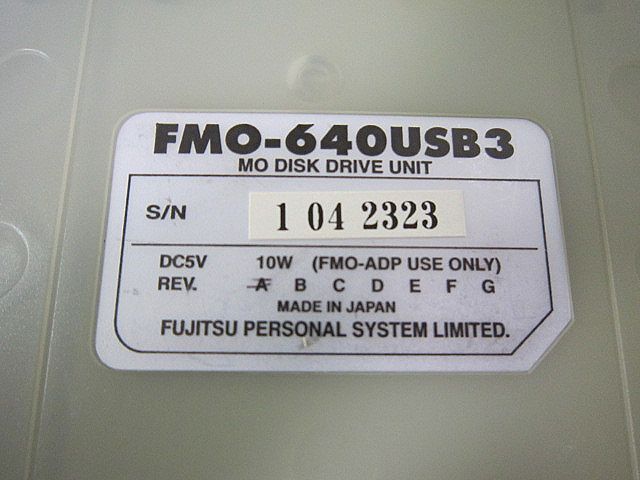 FMO-640USB3
MO DISK DRIVE UNIT
S/N 1 04 2323
DC5V 10W (FMO-ADP USE ONLY)
REV. A B C D E F G
MADE IN JAPAN
FUJITSU PERSONAL SYSTEM LIMITED.